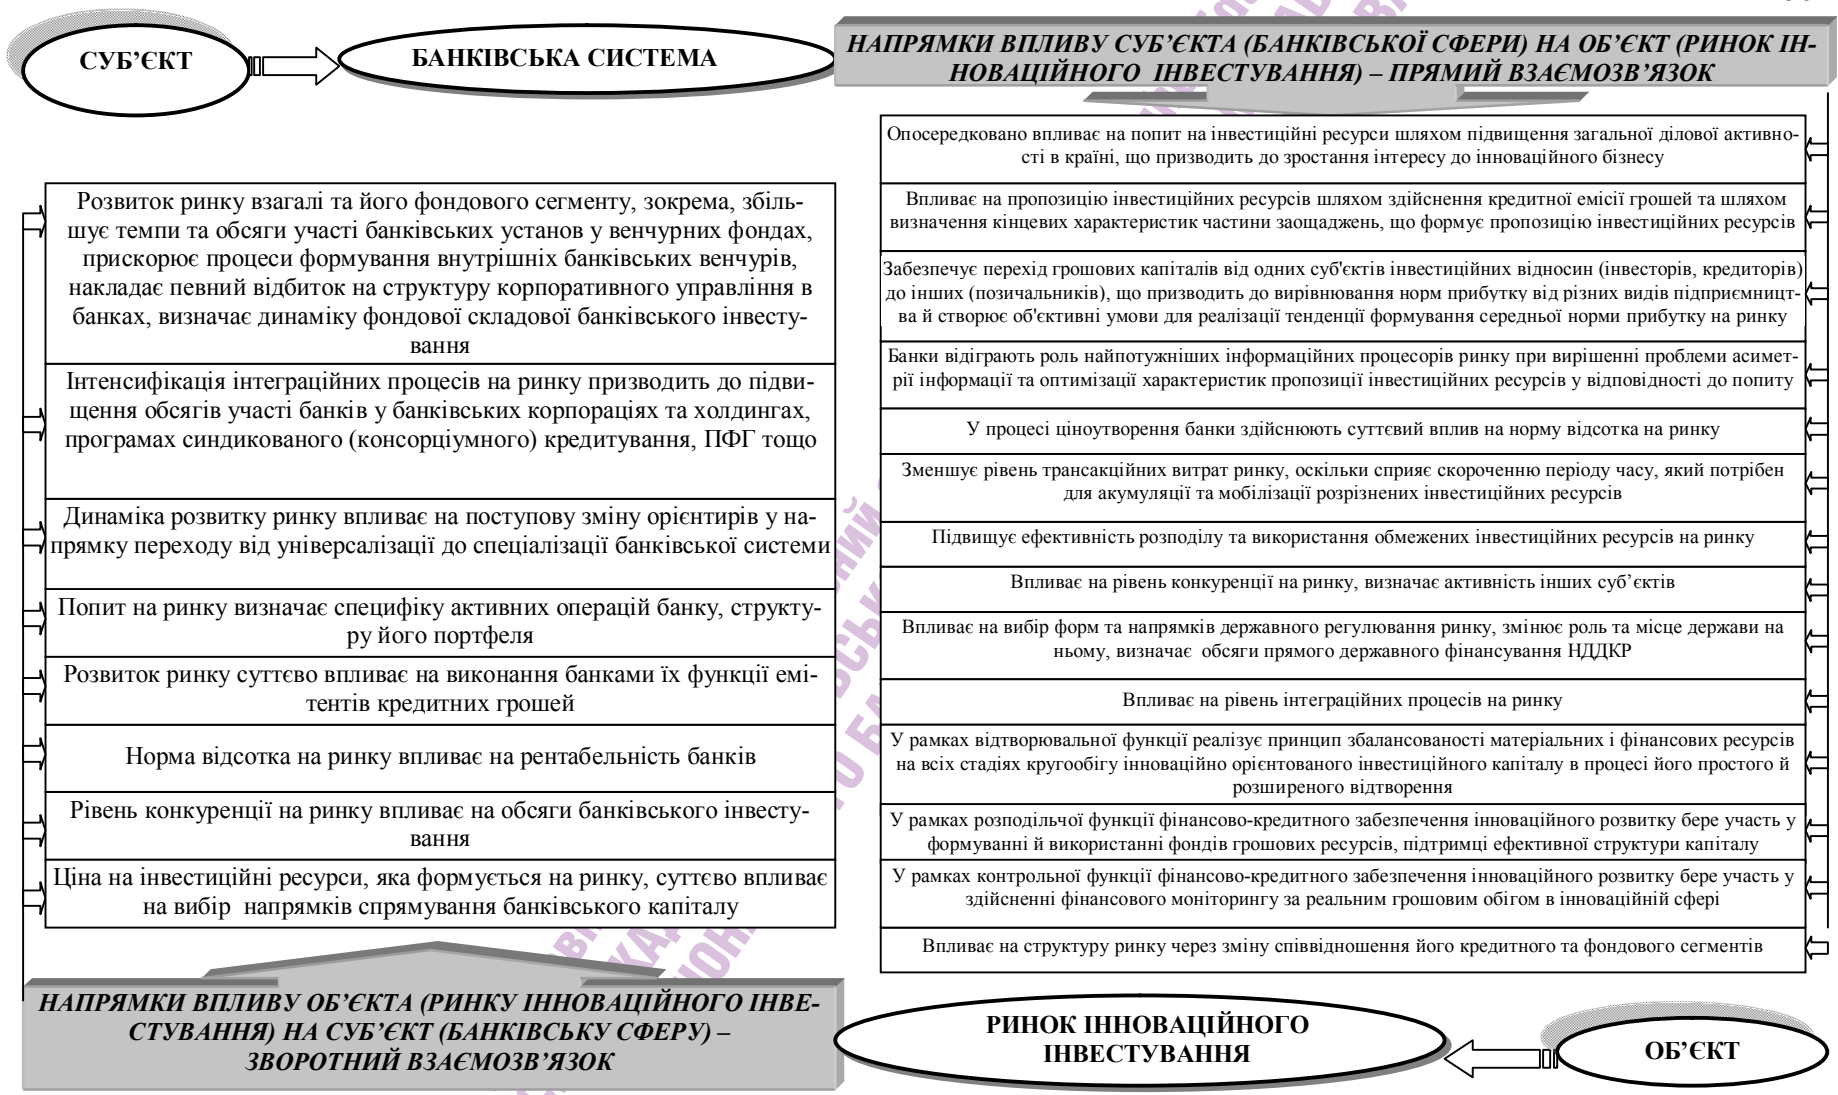 СУБ’ЄКТ
БАНКІВСЬКА СИСТЕМА
НАПРЯМКИ ВПЛИВУ СУБ’ЄКТА (БАНКІВСЬКОЇ СФЕРИ) НА ОБ’ЄКТ (РИНОК ІН-
НОВАЦІЙНОГО ІНВЕСТУВАННЯ) – ПРЯМИЙ ВЗАЄМОЗВ’ЯЗОК
Розвиток ринку взагалі та його фондового сегменту, зокрема, збіль-
шує темпи та обсяги участі банківських установ у венчурних фондах,
прискорює процеси формування внутрішніх банківських венчурів,
накладає певний відбиток на структуру корпоративного управління в
банках, визначає динаміку фондової складової банківського інвесту-
вання
Інтенсифікація інтеграційних процесів на ринку призводить до підви-
щення обсягів участі банків у банківських корпораціях та холдингах,
програмах синдикованого (консорціумного) кредитування, ПФГ тощо
Динаміка розвитку ринку впливає на поступову зміну орієнтирів у на-
прямку переходу від універсалізації до спеціалізації банківської системи
Попит на ринку визначає специфіку активних операцій банку, структу-
ру його портфеля
Розвиток ринку суттєво впливає на виконання банками їх функції емі-
тентів кредитних грошей
Норма відсотка на ринку впливає на рентабельність банків
Рівень конкуренції на ринку впливає на обсяги банківського інвесту-
вання
Ціна на інвестиційні ресурси, яка формується на ринку, суттєво впливає
на вибір напрямків спрямування банківського капіталу
НАПРЯМКИ ВПЛИВУ ОБ’ЄКТА (РИНКУ ІННОВАЦІЙНОГО ІНВЕ-
СТУВАННЯ) НА СУБ’ЄКТ (БАНКІВСЬКУ СФЕРУ) –
ЗВОРОТНИЙ ВЗАЄМОЗВ’ЯЗОК
Опосередковано впливає на попит на інвестиційні ресурси шляхом підвищення загальної ділової активно-
сті в країні, що призводить до зростання інтересу до інноваційного бізнесу
Впливає на пропозицію інвестиційних ресурсів шляхом здійснення кредитної емісії грошей та шляхом
визначення кінцевих характеристик частини заощаджень, що формує пропозицію інвестиційних ресурсів
Забезпечує перехід грошових капіталів від одних суб'єктів інвестиційних відносин (інвесторів, кредиторів)
до інших (позичальників), що призводить до вирівнювання норм прибутку від різних видів підприємницт-
ва й створює об'єктивні умови для реалізації тенденції формування середньої норми прибутку на ринку
Банки відіграють роль найпотужніших інформаційних процесорів ринку при вирішенні проблеми асимет-
рії інформації та оптимізації характеристик пропозиції інвестиційних ресурсів у відповідності до попиту
У процесі ціноутворення банки здійснюють суттєвий вплив на норму відсотка на ринку
Зменшує рівень трансакційних витрат ринку, оскільки сприяє скороченню періоду часу, який потрібен
для акумуляції та мобілізації розрізнених інвестиційних ресурсів
Підвищує ефективність розподілу та використання обмежених інвестиційних ресурсів на ринку
Впливає на рівень конкуренції на ринку, визначає активність інших суб’єктів
Впливає на вибір форм та напрямків державного регулювання ринку, змінює роль та місце держави на
ньому, визначає обсяги прямого державного фінансування НДДКР
Впливає на рівень інтеграційних процесів на ринку
У рамках відтворювальної функції реалізує принцип збалансованості матеріальних і фінансових ресурсів
на всіх стадіях кругообігу інноваційно орієнтованого інвестиційного капіталу в процесі його простого й
розширеного відтворення
У рамках розподільчої функції фінансово-кредитного забезпечення інноваційного розвитку бере участь у
формуванні й використанні фондів грошових ресурсів, підтримці ефективної структури капіталу
У рамках контрольної функції фінансово-кредитного забезпечення інноваційного розвитку бере участь у
здійсненні фінансового моніторингу за реальним грошовим обігом в інноваційній сфері
Впливає на структуру ринку через зміну співвідношення його кредитного та фондового сегментів
РИНОК ІННОВАЦІЙНОГО
ІНВЕСТУВАННЯ
ОБ’ЄКТ